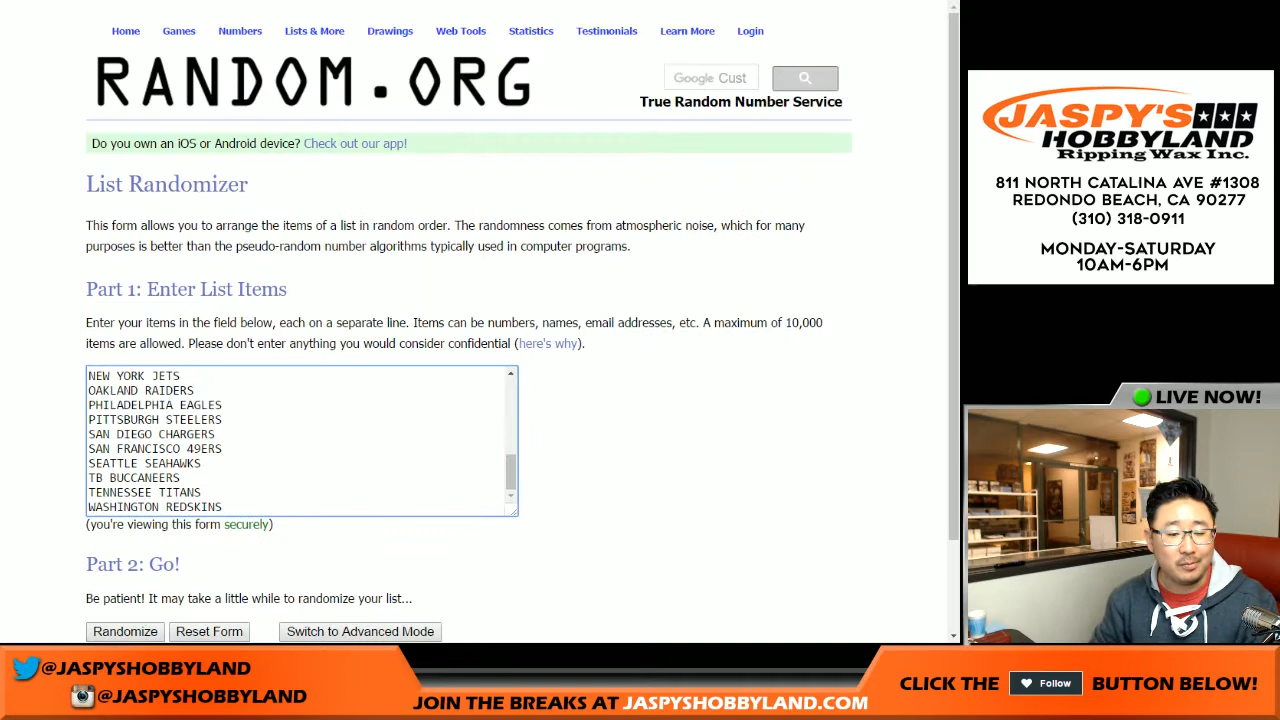 Home Games Numbers Lists & More Drawings Web Tools Statistics Testimonials Learn More Login
RANDOM.ORG
Google Cust
True Random Number Service
Do you own an iOS or Android device? Check out our app!
List Randomizer
This form allows you to arrange the items of a list in random order. The randomness comes from atmospheric noise, which for many
purposes is better than the pseudo-random number algorithms typically used in computer programs.
Part 1: Enter List Items
Enter your items in the field below, each on a separate line. Items can be numbers, names, email addresses, etc. A maximum of 10,000
items are allowed. Please don't enter anything you would consider confidential (here's why).
NEW YORK JETS
OAKLAND RAIDERS
PHILADELPHIA EAGLES
PITTSBURGH STEELERS
SAN DIEGO CHARGERS
SAN FRANCISCO 49ERS
SEATTLE SEAHAWKS
TB BUCCANEERS
TENNESSEE TITANS
WASHINGTON REDSKINS
(you're viewing this form securely)
Part 2: Go!
Be patient! It may take a little while to randomize your list...
Randomize Reset Form Switch to Advanced Mode
JASPY'S
HOBBYLAND
Ripping Wax Inc.
811 NORTH CATALINA AVE #1308
REDONDO BEACH, CA 90277
(310) 318-0911
MONDAY-SATURDAY
10AM-6PM
LIVE NOW!
@JASPYSHOBBYLAND
@JASPYSHOBBYLAND
JOIN THE BREAKS AT JASPYSHOBBYLAND.COM
CLICK THE Follow BUTTON BELOW!